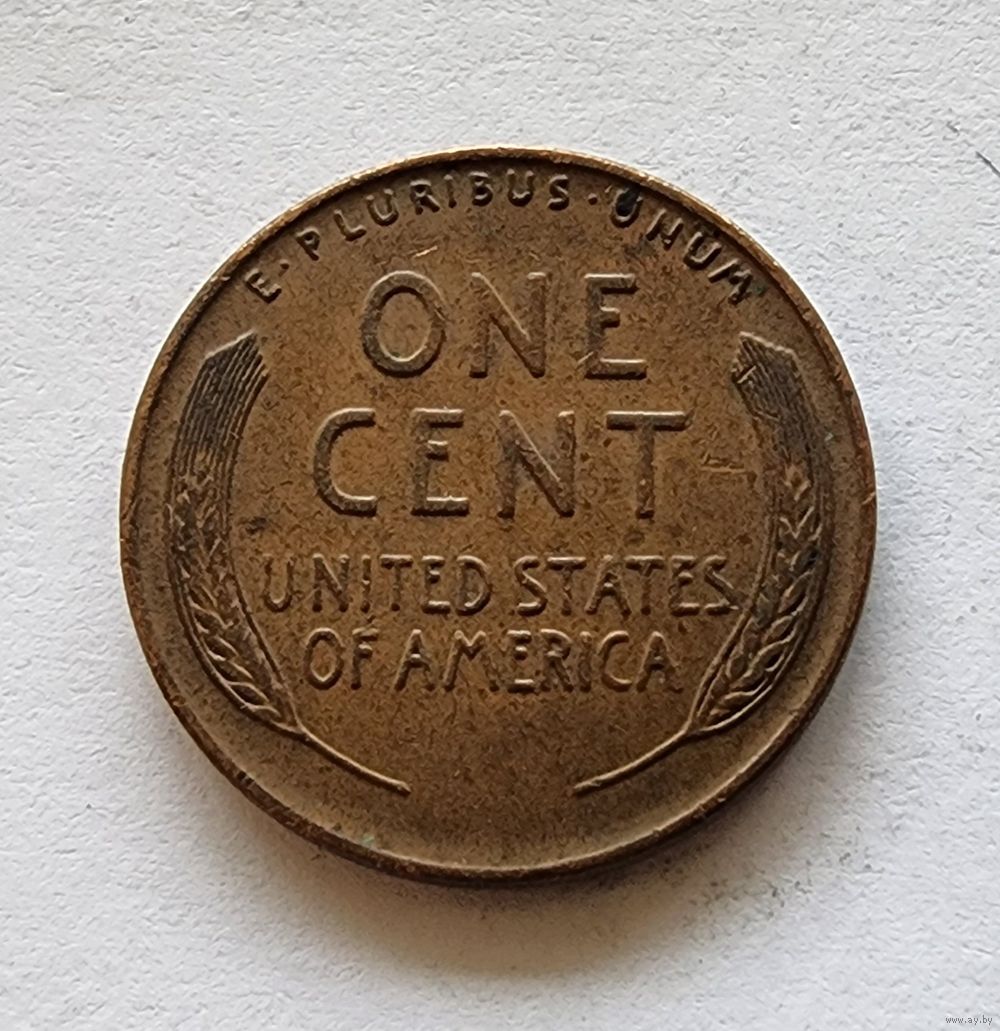 E·PLURIBUS·UNUM
ONE
CENT
UNITED STATES
OF AMERICA
www.ay.by